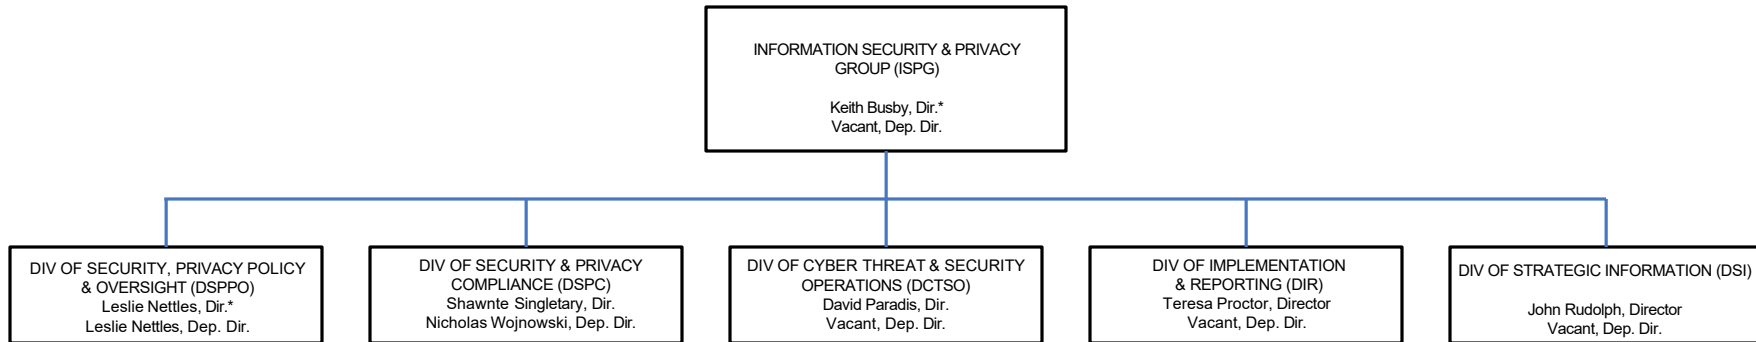 INFORMATION SECURITY & PRIVACY
GROUP (ISPG)
Keith Busby, Dir.*
Vacant, Dep. Dir.
DIV OF SECURITY, PRIVACY POLICY
& OVERSIGHT (DSPPO)
Leslie Nettles, Dir.*
Leslie Nettles, Dep. Dir.
DIV OF SECURITY & PRIVACY
COMPLIANCE (DSPC)
Shawnte Singletary, Dir.
Nicholas Wojnowski, Dep. Dir.
DIV OF CYBER THREAT & SECURITY
OPERATIONS (DCTSO)
David Paradis, Dir.
Vacant, Dep. Dir.
DIV OF IMPLEMENTATION
& REPORTING (DIR)
Teresa Proctor, Director
Vacant, Dep. Dir.
DIV OF STRATEGIC INFORMATION (DSI)
John Rudolph, Director
Vacant, Dep. Dir.